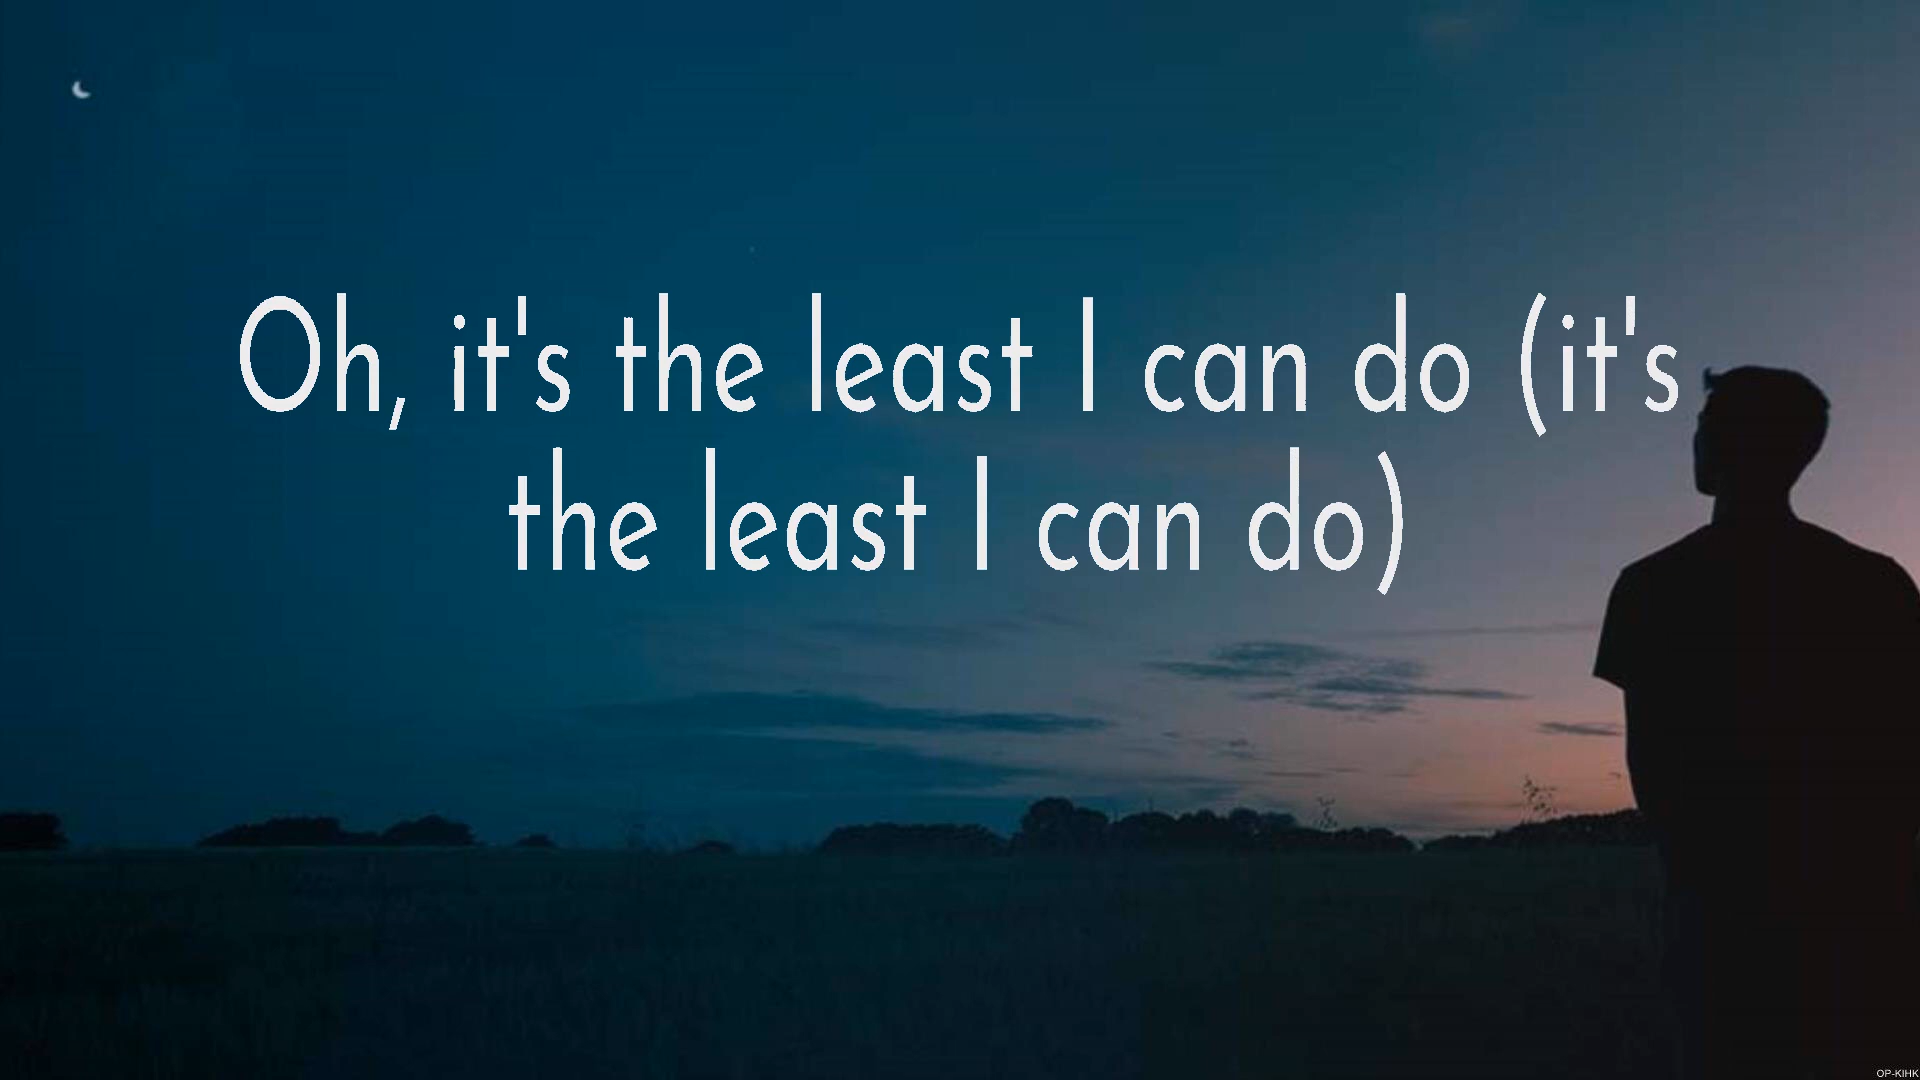 Oh, it's the least I can do (it's
the least I can do)
OP-KIHK